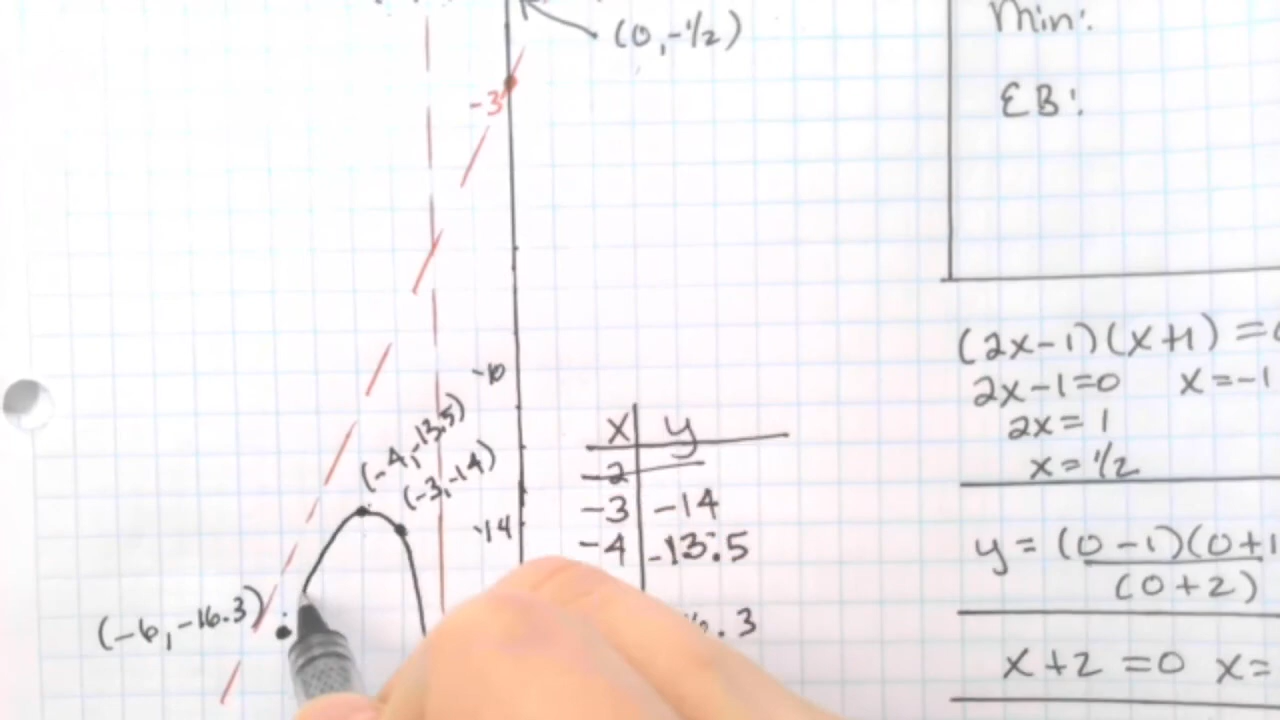 (0,-1/2)
-3
-10
(-4,-13.5)
(-3,-14)
-14
(-6,-16.3)
x y
-2
-3 -14
-4 -13.5
.3
Min:
EB:
(2x-1)(x+1)=
2x-1=0 x=-1
2x=1
x=1/2
y=(0-1)(0+1
(0+2)
x+2=0 x=